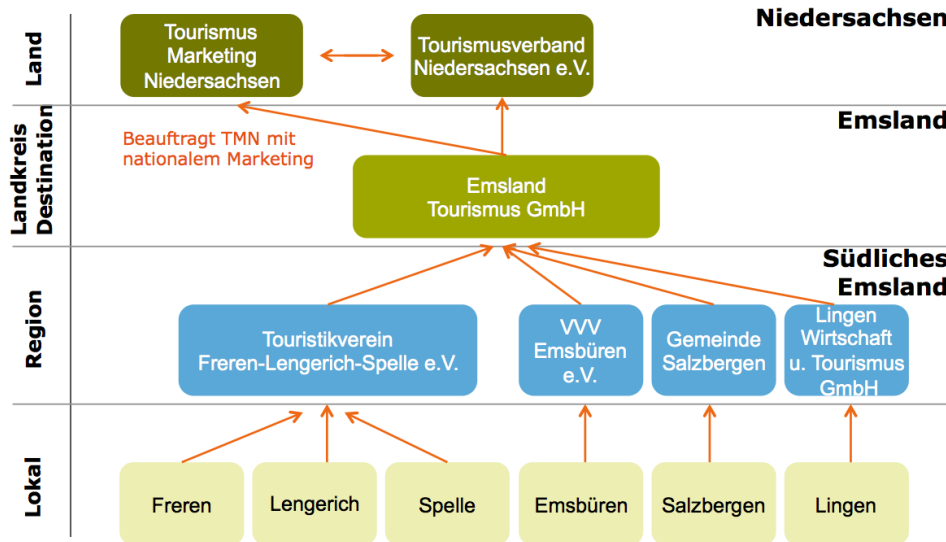 Niedersachsen
Land
Tourismus
Marketing
Niedersachsen
Tourismusverband
Niedersachsen e.V.
Landkreis
Destination
Emsland
Beauftragt TMN mit
nationalem Marketing
Emsland
Tourismus GmbH
Region
Südliches
Emsland
Touristikverein
Freren-Lengerich-Spelle e.V.
VVV
Emsbüren
e.V.
Gemeinde
Salzbergen
Lingen
Wirtschaft
u. Tourismus
GmbH
Lokal
Freren
Lengerich
Spelle
Emsbüren
Salzbergen
Lingen